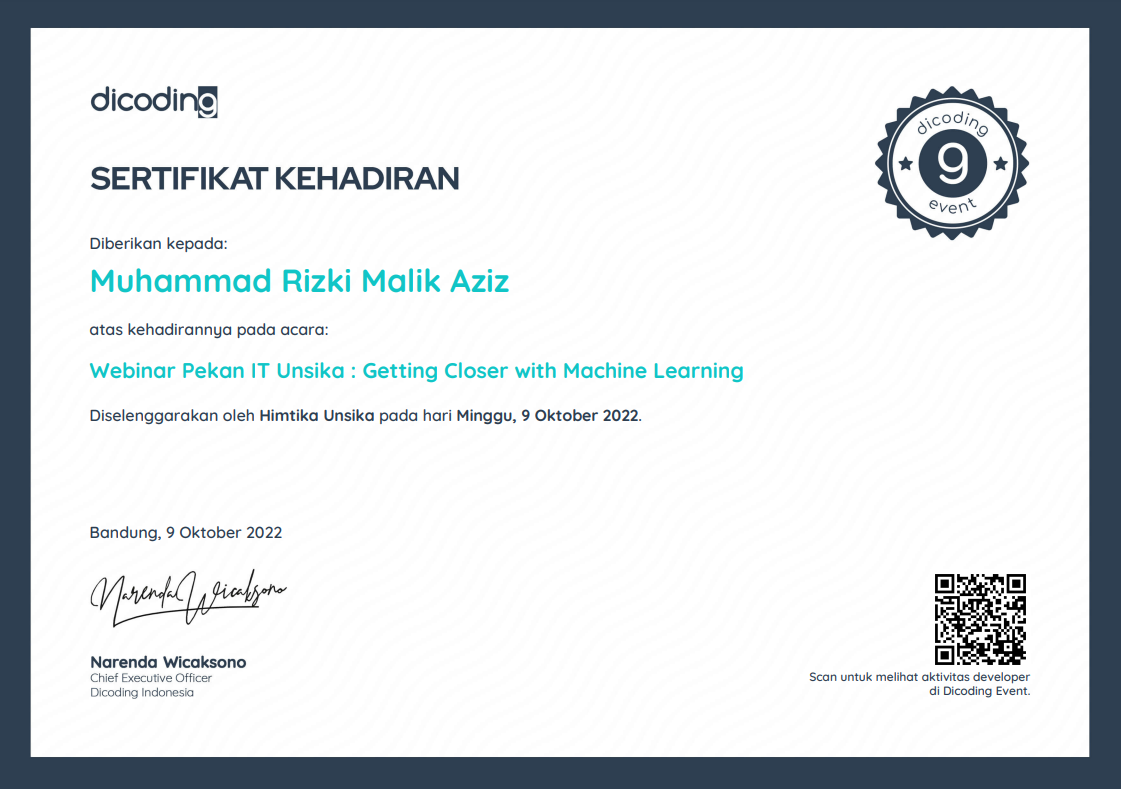 dicoding
dicoding
9
event
SERTIFIKAT KEHADIRAN
Diberikan kepada:
Muhammad Rizki Malik Aziz
atas kehadirannya pada acara:
Webinar Pekan IT Unsika : Getting Closer with Machine Learning
Diselenggarakan oleh Himtika Unsika pada hari Minggu, 9 Oktober 2022.
Bandung, 9 Oktober 2022
Narenda Wicaksono
Narenda Wicaksono
Chief Executive Officer
Dicoding Indonesia
Scan untuk melihat aktivitas developer
di Dicoding Event.